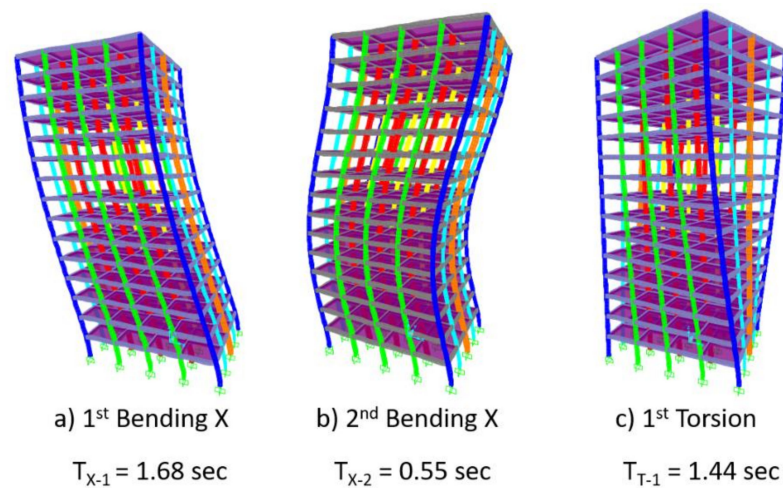 a) 1st Bending X
b) 2nd Bending X
c) 1st Torsion
TX-1 = 1.68 sec
TX-2 = 0.55 sec
TT-1 = 1.44 sec